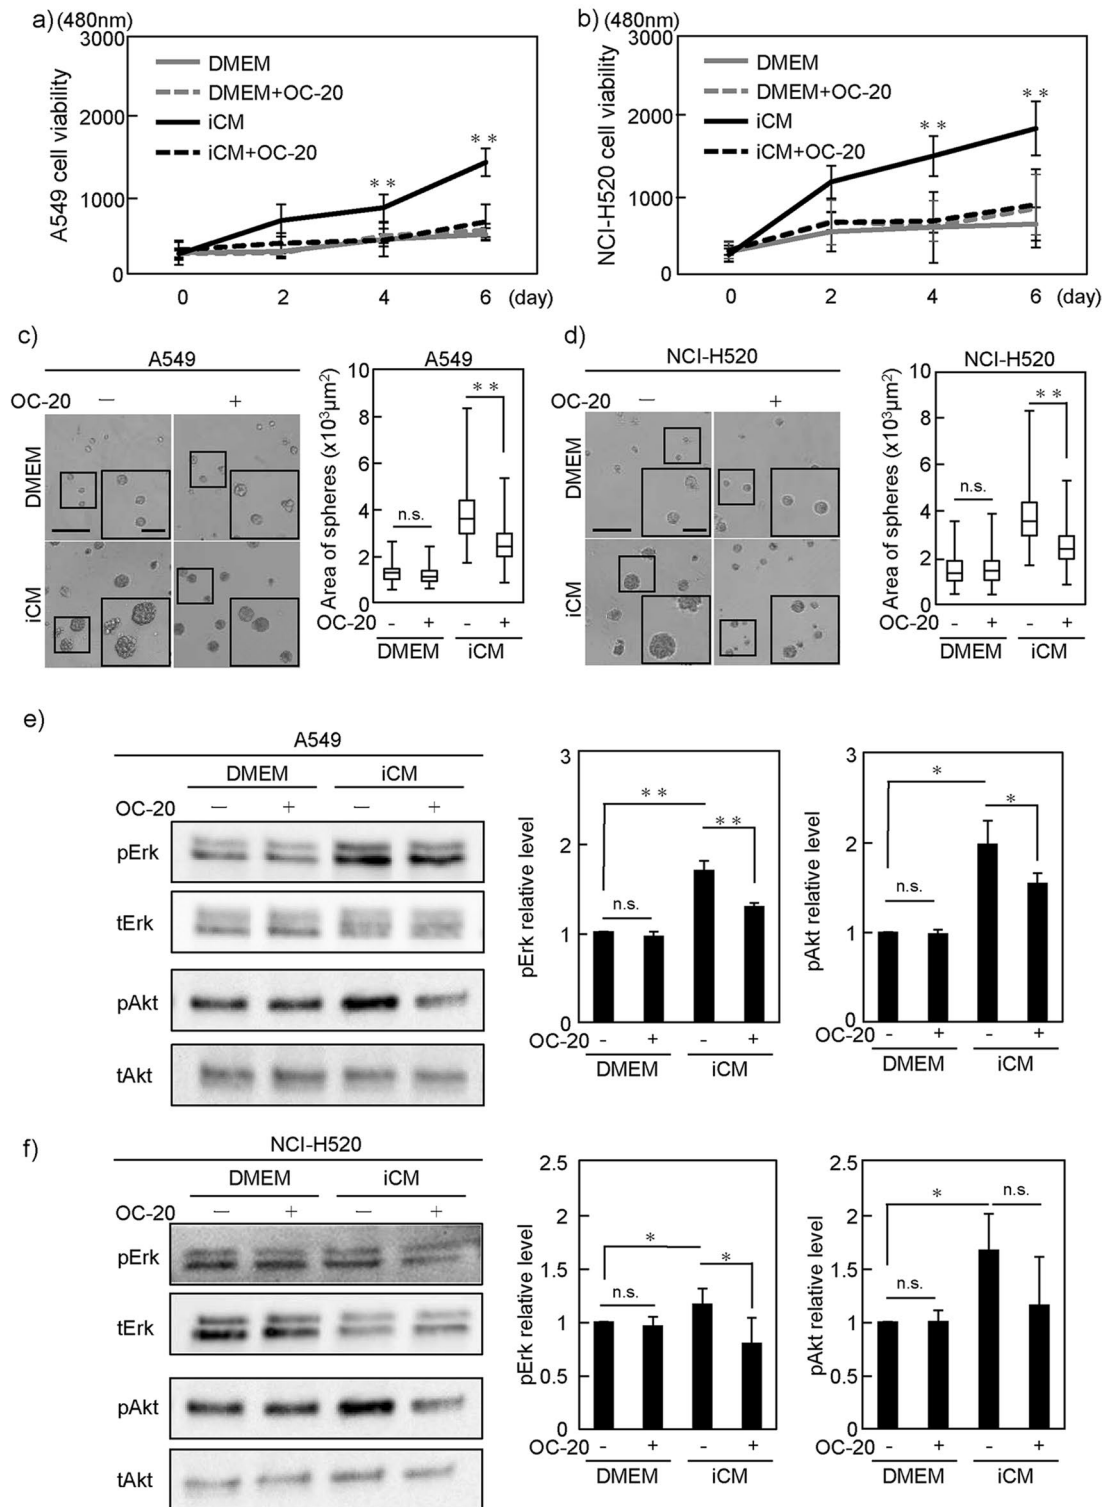 a) (480nm)
A549 cell viability
3000
2000
1000
0
DMEM
DMEM+OC-20
iCM
iCM+OC-20
**
**
0 2 4 6 (day)
b) (480nm)
NCI-H520 cell viability
3000
2000
1000
0
DMEM
DMEM+OC-20
iCM
iCM+OC-20
**
**
0 2 4 6 (day)
c)
A549
OC-20 − +
DMEM
iCM
A549
Area of spheres (x10³µm²)
10
8
6
4
2
0
n.s.
**
OC-20 - + - +
DMEM iCM
d)
NCI-H520
OC-20 − +
DMEM
iCM
NCI-H520
Area of spheres (x10³µm²)
10
8
6
4
2
0
n.s.
**
OC-20 - + - +
DMEM iCM
e)
A549
DMEM iCM
OC-20 − + − +
pErk
tErk
pAkt
tAkt
pErk relative level
3
2
1
0
n.s.
**
**
OC-20 - + - +
DMEM iCM
pAkt relative level
3
2
1
0
n.s.
*
*
OC-20 - + - +
DMEM iCM
f)
NCI-H520
DMEM iCM
OC-20 − + − +
pErk
tErk
pAkt
tAkt
pErk relative level
2.5
2
1.5
1
0.5
0
n.s.
*
*
OC-20 - + - +
DMEM iCM
pAkt relative level
2.5
2
1.5
1
0.5
0
n.s.
*
n.s.
OC-20 - + - +
DMEM iCM